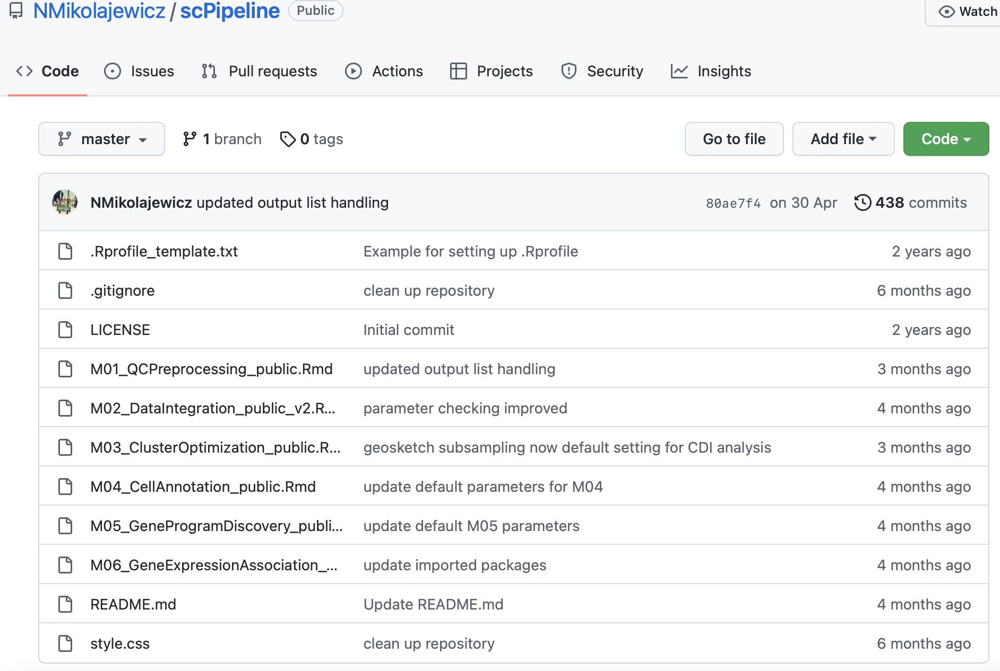 NMikolajewicz / scPipeline Public Watch
Code Issues Pull requests Actions Projects Security Insights
master 1 branch 0 tags Go to file Add file Code
NMikolajewicz updated output list handling 80ae7f4 on 30 Apr 438 commits
.Rprofile_template.txt Example for setting up .Rprofile 2 years ago
.gitignore clean up repository 6 months ago
LICENSE Initial commit 2 years ago
M01_QCPreprocessing_public.Rmd updated output list handling 3 months ago
M02_DataIntegration_public_v2.R... parameter checking improved 4 months ago
M03_ClusterOptimization_public.R... geosketch subsampling now default setting for CDI analysis 3 months ago
M04_CellAnnotation_public.Rmd update default parameters for M04 4 months ago
M05_GeneProgramDiscovery_publi... update default M05 parameters 4 months ago
M06_GeneExpressionAssociation_... update imported packages 4 months ago
README.md Update README.md 4 months ago
style.css clean up repository 6 months ago